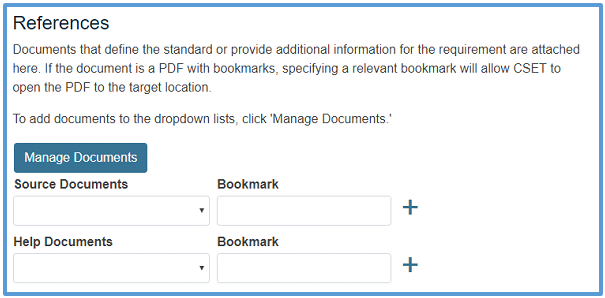 References
Documents that define the standard or provide additional information for the requirement are attached
here. If the document is a PDF with bookmarks, specifying a relevant bookmark will allow CSET to
open the PDF to the target location.
To add documents to the dropdown lists, click 'Manage Documents.'
Manage Documents
Source Documents Bookmark
Help Documents Bookmark